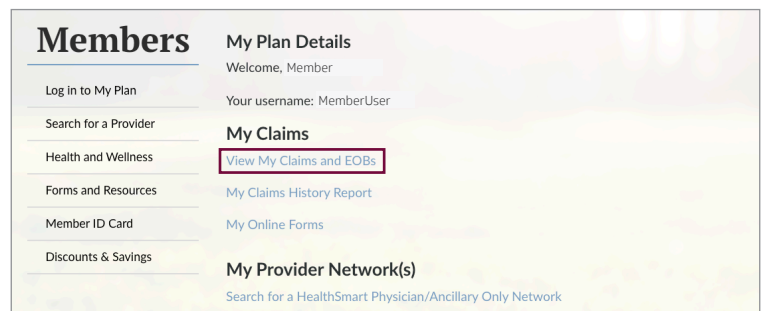 Members
Log in to My Plan
Search for a Provider
Health and Wellness
Forms and Resources
Member ID Card
Discounts & Savings
My Plan Details
Welcome, Member
Your username: MemberUser
My Claims
View My Claims and EOBs
My Claims History Report
My Online Forms
My Provider Network(s)
Search for a HealthSmart Physician/Ancillary Only Network